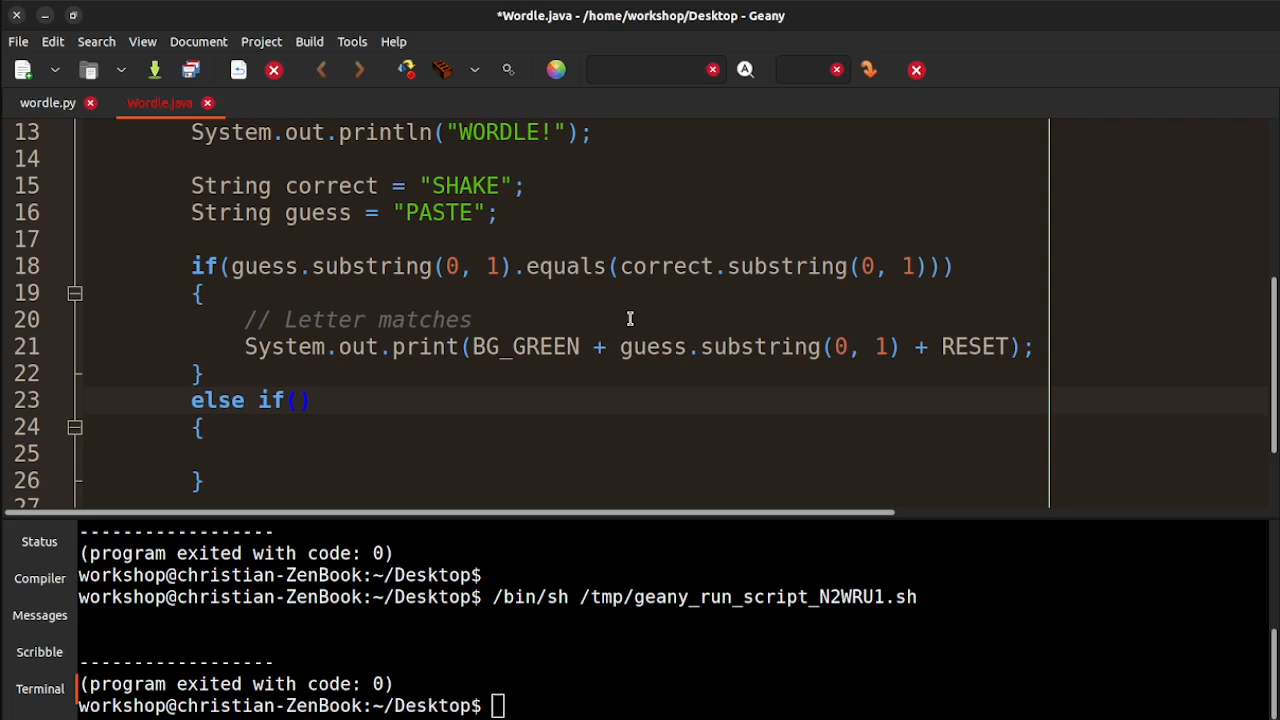 *Wordle.java - /home/workshop/Desktop - Geany
File Edit Search View Document Project Build Tools Help
wordle.py Wordle.java
13 System.out.println("WORDLE!");
14
15 String correct = "SHAKE";
16 String guess = "PASTE";
17
18 if(guess.substring(0, 1).equals(correct.substring(0, 1)))
19 {
20 // Letter matches
21 System.out.print(BG_GREEN + guess.substring(0, 1) + RESET);
22 }
23 else if()
24 {
25
26 }
27
Status
Compiler
Messages
Scribble
Terminal
------------------
(program exited with code: 0)
workshop@christian-ZenBook:~/Desktop$
workshop@christian-ZenBook:~/Desktop$ /bin/sh /tmp/geany_run_script_N2WRU1.sh
------------------
(program exited with code: 0)
workshop@christian-ZenBook:~/Desktop$